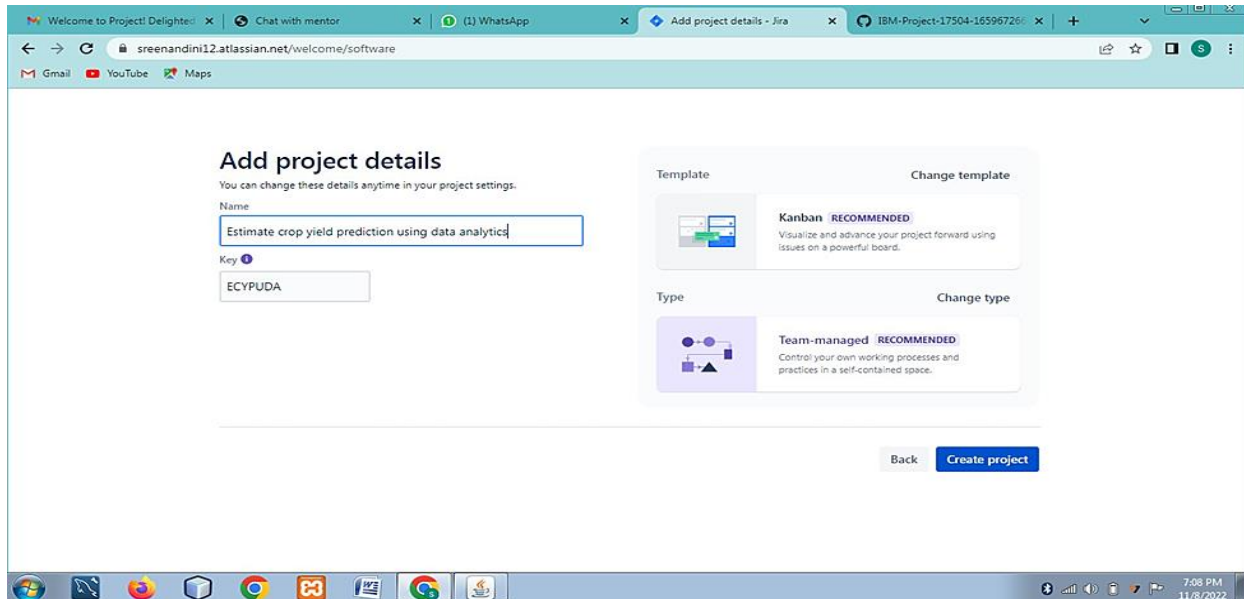 Welcome to Project! Delighted
Chat with mentor
(1) WhatsApp
Add project details - Jira
IBM-Project-17504-165967266
sreenandini12.atlassian.net/welcome/software
S
Gmail
YouTube
Maps
Add project details
You can change these details anytime in your project settings.
Name
Estimate crop yield prediction using data analytics
Key
ECYPUDA
Template
Change template
Kanban RECOMMENDED
Visualize and advance your project forward using
issues on a powerful board.
Type
Change type
Team-managed RECOMMENDED
Control your own working processes and
practices in a self-contained space.
Back
Create project
7:08 PM
11/8/2022